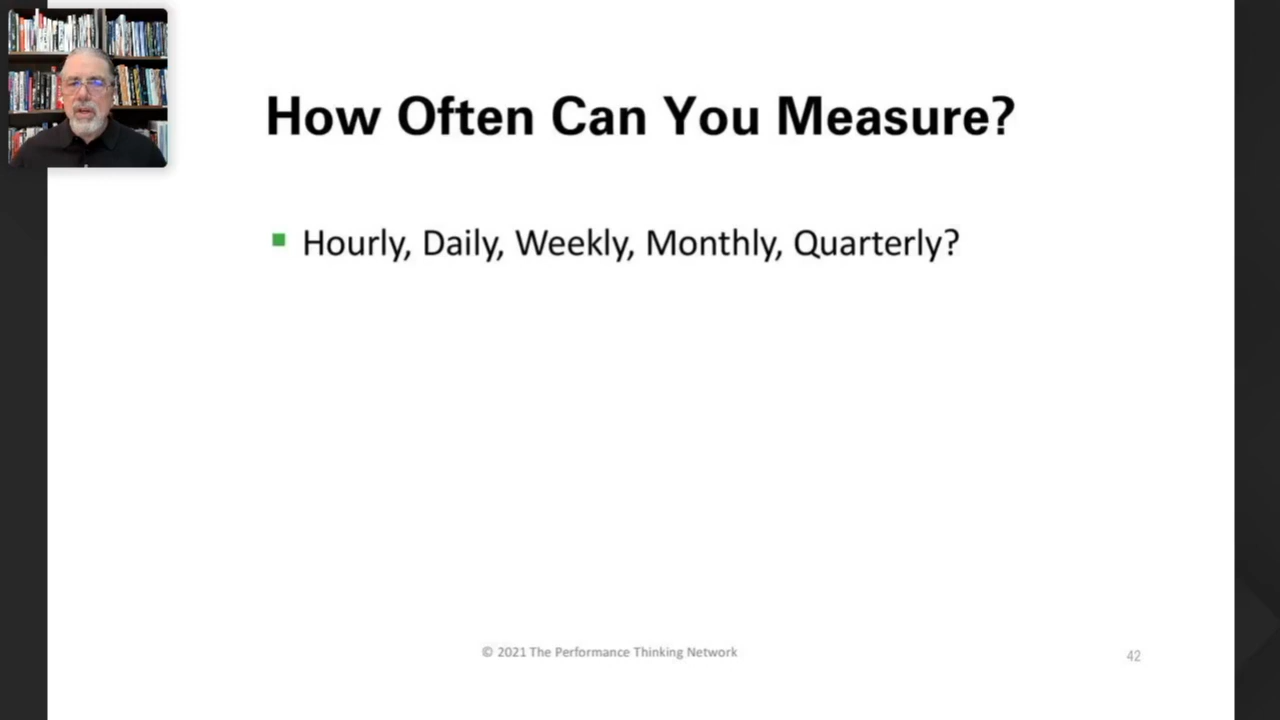 How Often Can You Measure?
Hourly, Daily, Weekly, Monthly, Quarterly?
© 2021 The Performance Thinking Network
42